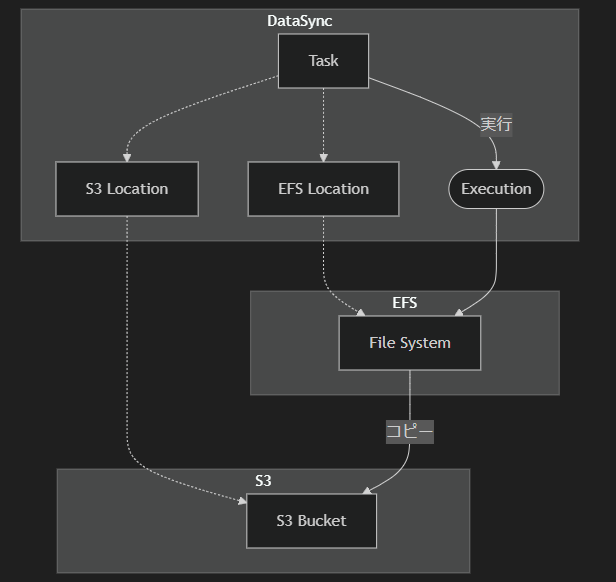 DataSync
Task
実行
S3 Location
EFS Location
Execution
EFS
File System
コピー
S3
S3 Bucket